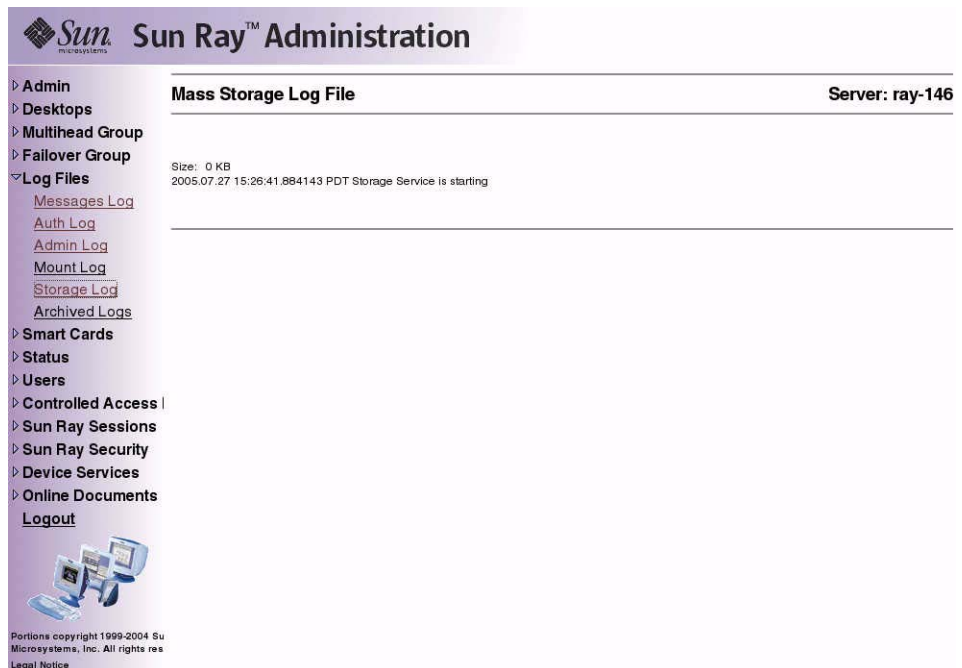 Sun microsystems Sun Ray™ Administration
Admin
Desktops
Multihead Group
Failover Group
Log Files
Messages Log
Auth Log
Admin Log
Mount Log
Storage Log
Archived Logs
Smart Cards
Status
Users
Controlled Access
Sun Ray Sessions
Sun Ray Security
Device Services
Online Documents
Logout
Portions copyright 1999-2004 Su
Microsystems, Inc. All rights res
Legal Notice
Mass Storage Log File
Server: ray-146
Size: 0 KB
2005.07.27 15:26:41.884143 PDT Storage Service is starting